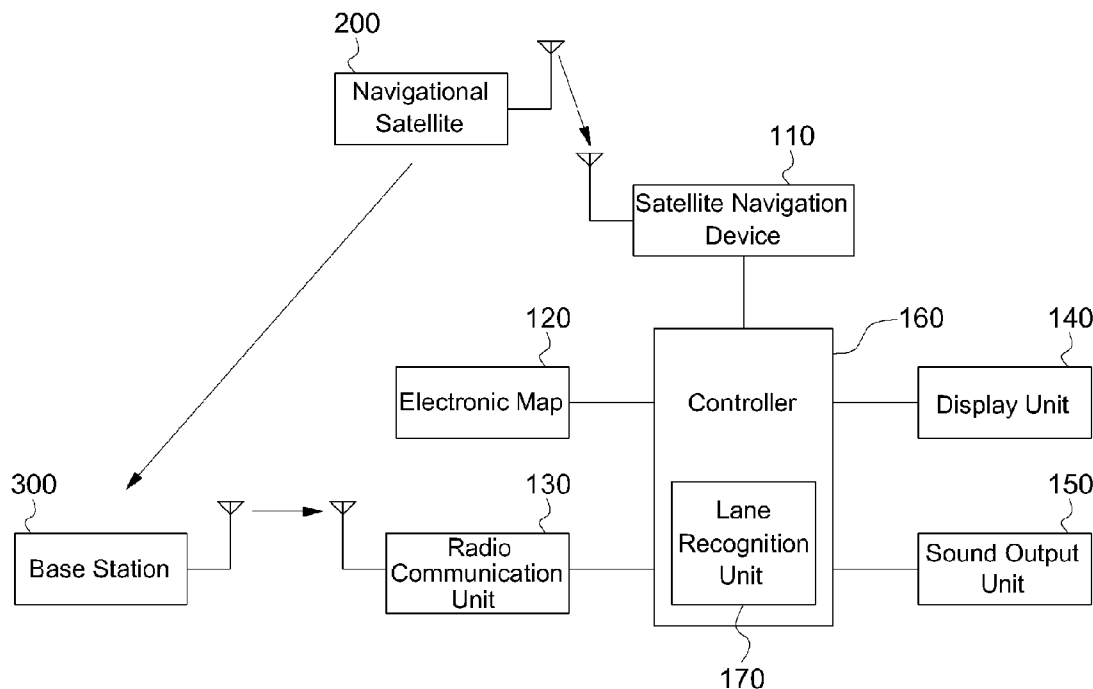 200
Navigational
Satellite
110
Satellite Navigation
Device
120
Electronic Map
160
Controller
140
Display Unit
300
Base Station
130
Radio
Communication
Unit
Lane
Recognition
Unit
170
150
Sound Output
Unit